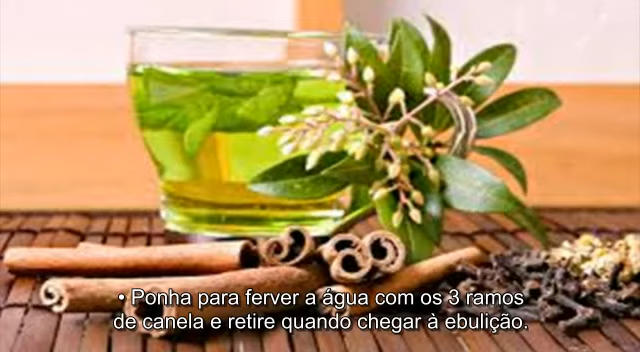 • Ponha para ferver a água com os 3 ramos
de canela e retire quando chegar à ebulição.